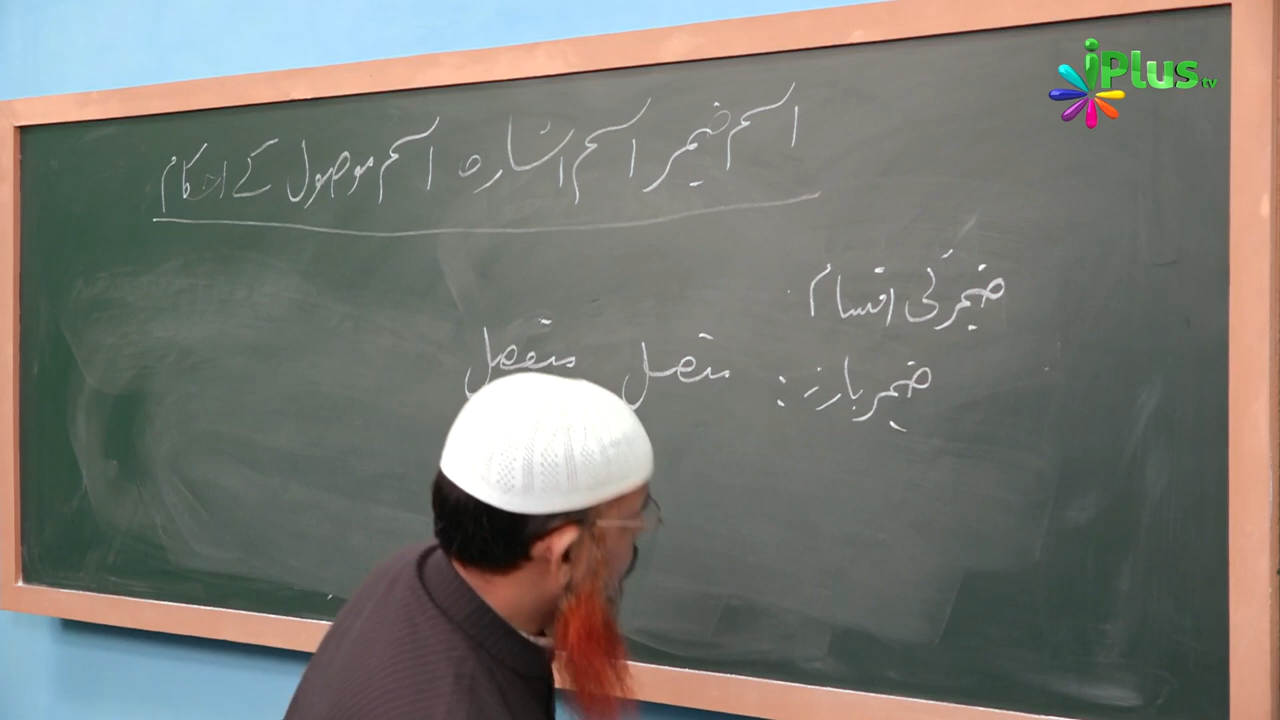 iPlus tv
اسم ضمیر اسم اشارہ اسم موصول کے احکام
ضمیر کی اقسام
ضمیر بارز : متصل منفصل